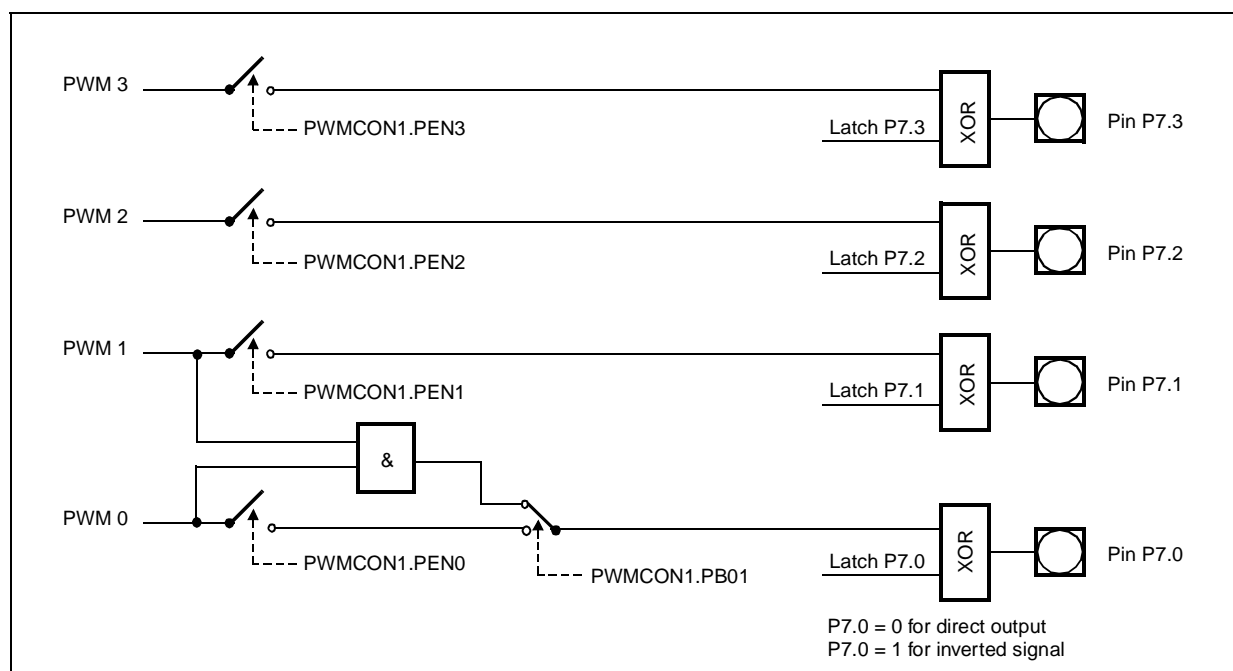 PWM 3
PWMCON1.PEN3
Latch P7.3
XOR
Pin P7.3
PWM 2
PWMCON1.PEN2
Latch P7.2
XOR
Pin P7.2
PWM 1
PWMCON1.PEN1
Latch P7.1
XOR
Pin P7.1
&
PWM 0
PWMCON1.PEN0
PWMCON1.PB01
Latch P7.0
XOR
Pin P7.0
P7.0 = 0 for direct output
P7.0 = 1 for inverted signal